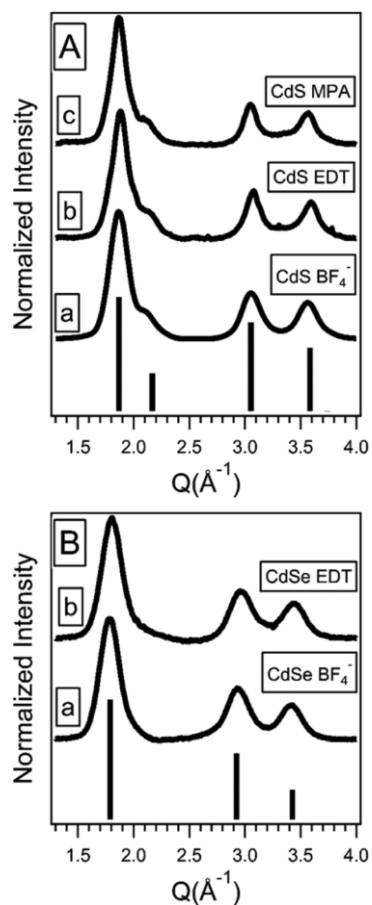 A
c
CdS MPA
b
CdS EDT
a
CdS BF₄⁻
Normalized Intensity
1.5 2.0 2.5 3.0 3.5 4.0
Q(Å⁻¹)
B
b
CdSe EDT
a
CdSe BF₄⁻
Normalized Intensity
1.5 2.0 2.5 3.0 3.5 4.0
Q(Å⁻¹)